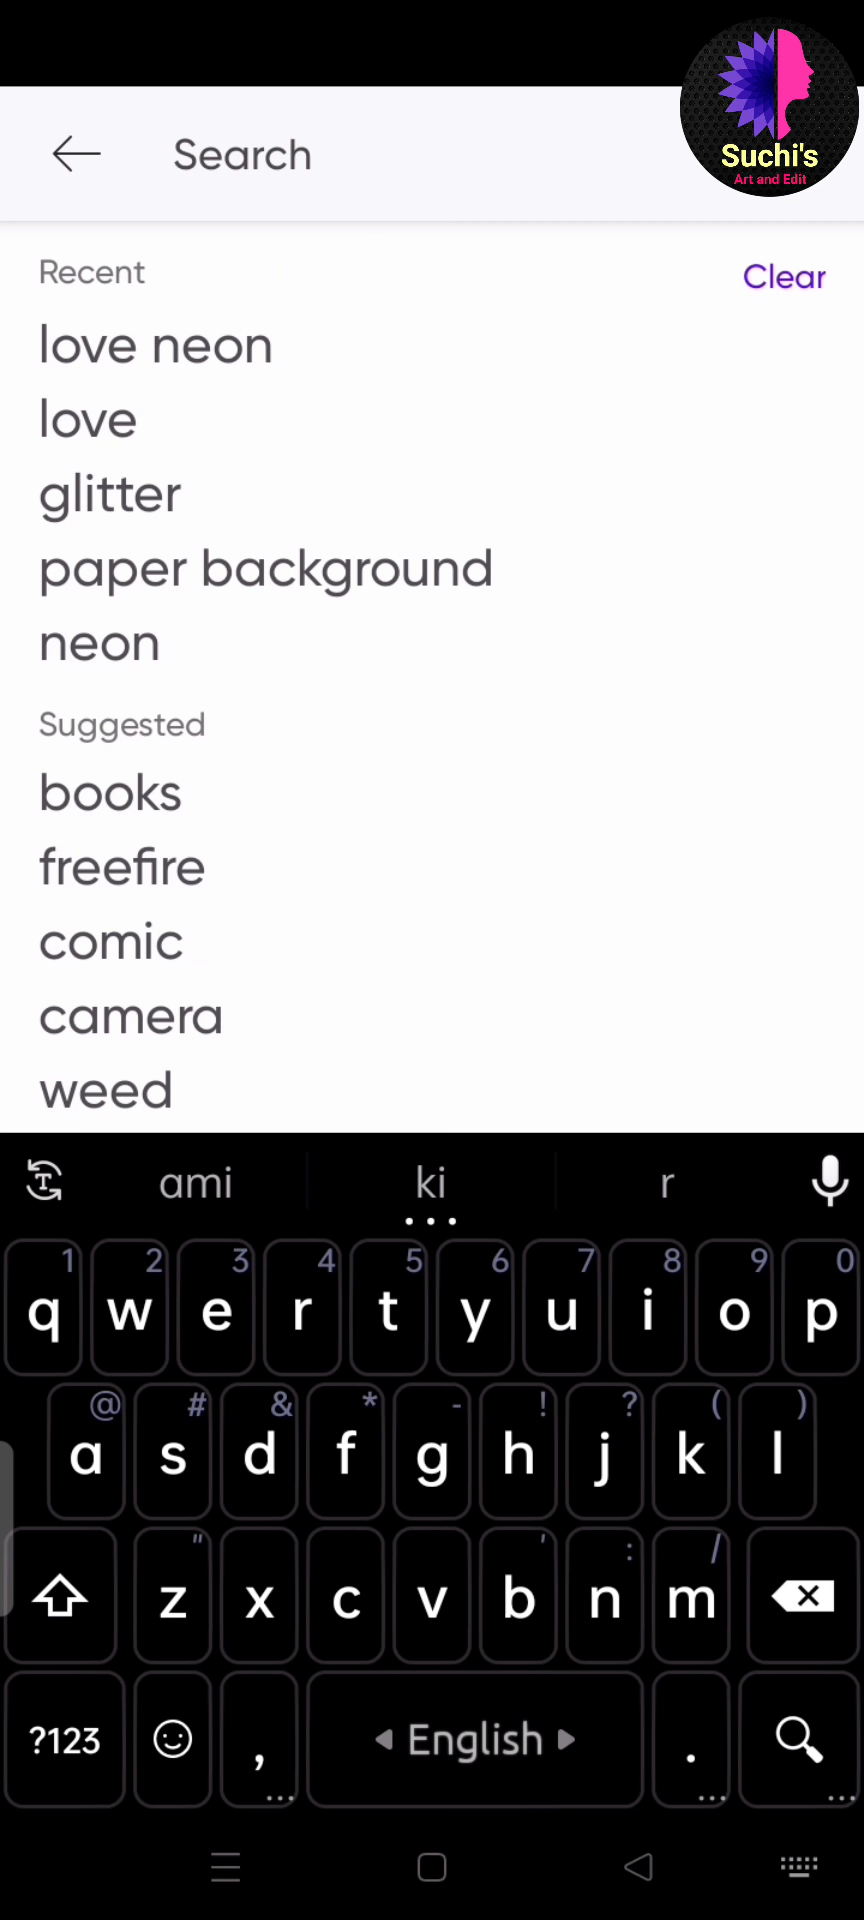 Suchi's
Art and Edit
Search
Recent
Clear
love neon
love
glitter
paper background
neon
Suggested
books
freefire
comic
camera
weed
ami ki r
1 2 3 4 5 6 7 8 9 0
q w e r t y u i o p
@ # & * - ! ? ( )
a s d f g h j k l
" ' : /
z x c v b n m
?123 , English .